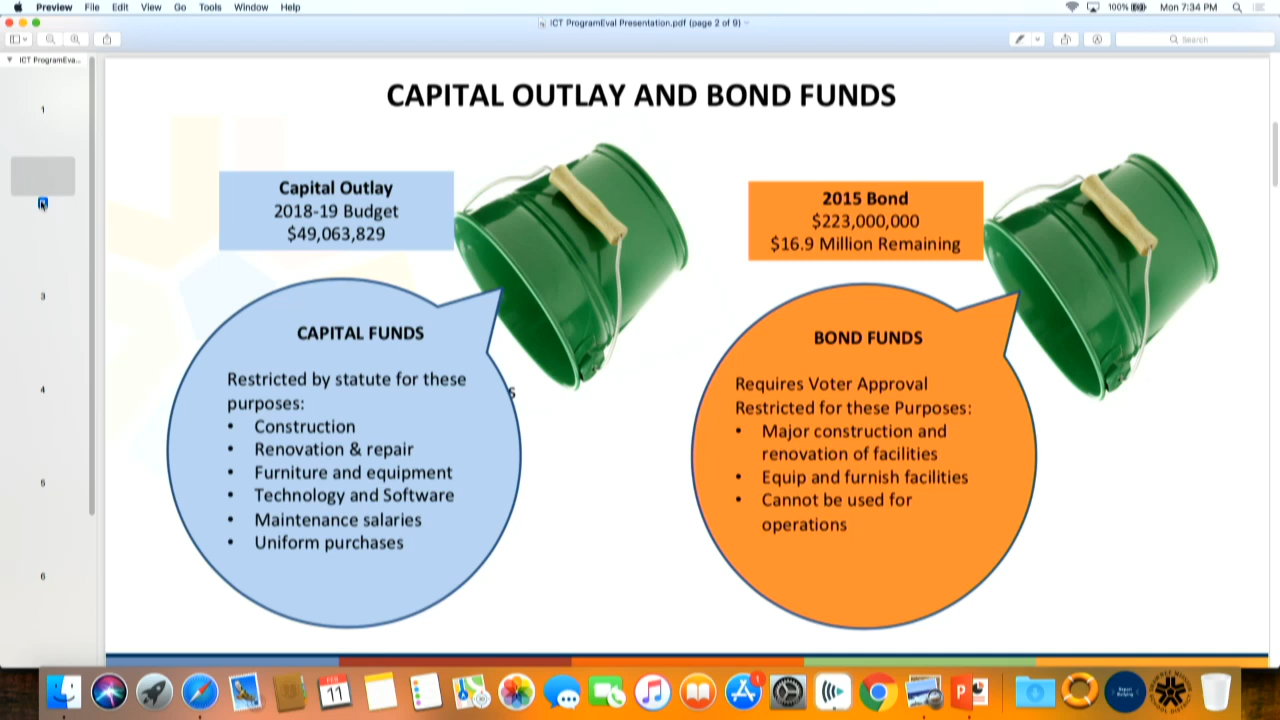 Preview File Edit View Go Tools Window Help
100% Mon 7:34 PM
ICT ProgramEval Presentation.pdf (page 2 of 9)
Search
ICT ProgramEva...
1
3
4
5
6
CAPITAL OUTLAY AND BOND FUNDS
Capital Outlay
2018-19 Budget
$49,063,829
2015 Bond
$223,000,000
$16.9 Million Remaining
CAPITAL FUNDS
Restricted by statute for these
purposes:
• Construction
• Renovation & repair
• Furniture and equipment
• Technology and Software
• Maintenance salaries
• Uniform purchases
s
BOND FUNDS
Requires Voter Approval
Restricted for these Purposes:
• Major construction and
renovation of facilities
• Equip and furnish facilities
• Cannot be used for
operations
FEB
11
1
P